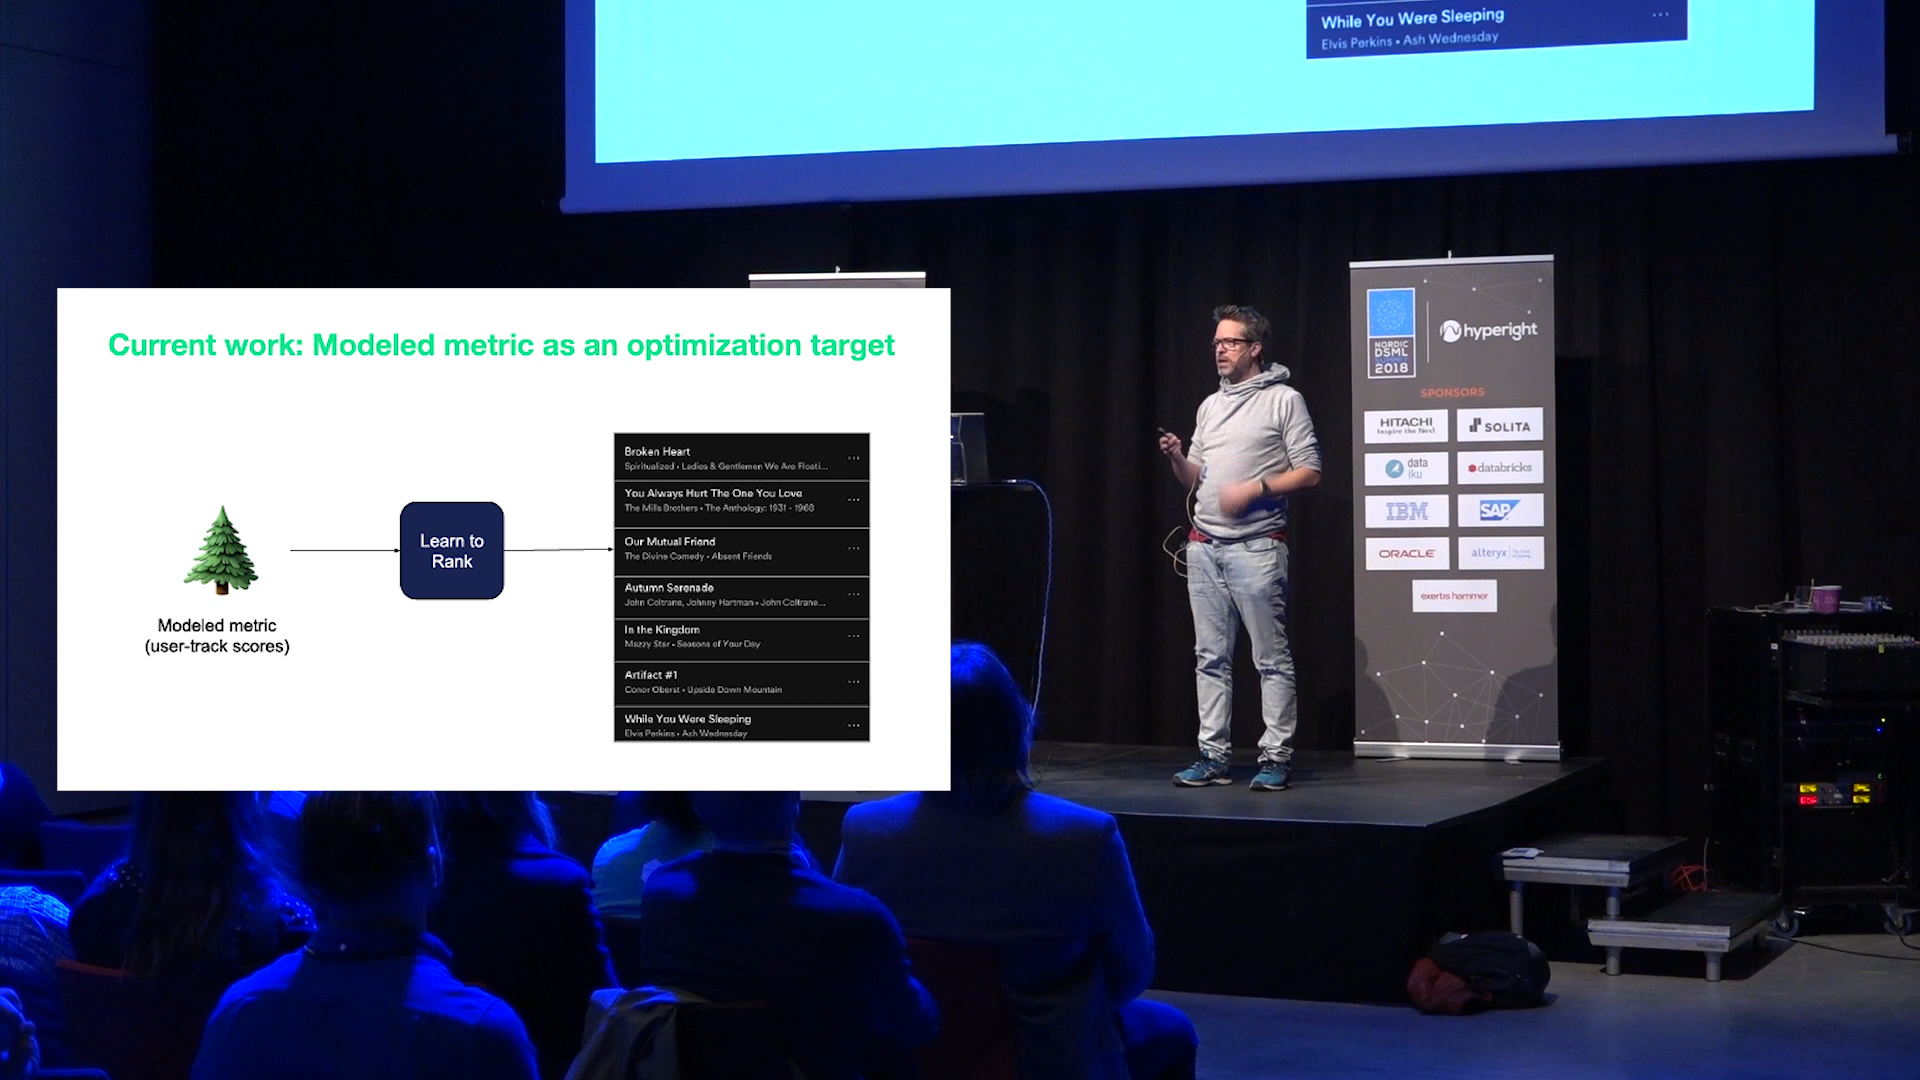 While You Were Sleeping
Elvis Perkins • Ash Wednesday
Current work: Modeled metric as an optimization target
Modeled metric
(user-track scores)
Learn to
Rank
Broken Heart
Spiritualized • Ladies & Gentlemen We Are Floati...
You Always Hurt The One You Love
The Mills Brothers • The Anthology: 1931 - 1968
Our Mutual Friend
The Divine Comedy • Absent Friends
Autumn Serenade
John Coltrane, Johnny Hartman • John Coltrane...
In the Kingdom
Mazzy Star • Seasons of Your Day
Artifact #1
Conor Oberst • Upside Down Mountain
While You Were Sleeping
Elvis Perkins • Ash Wednesday
NORDIC
DSML
SUMMIT
2018
hyperight
SPONSORS
HITACHI
Inspire the Next
SOLITA
data
iku
databricks
IBM
SAP
ORACLE
alteryx
exertis hammer